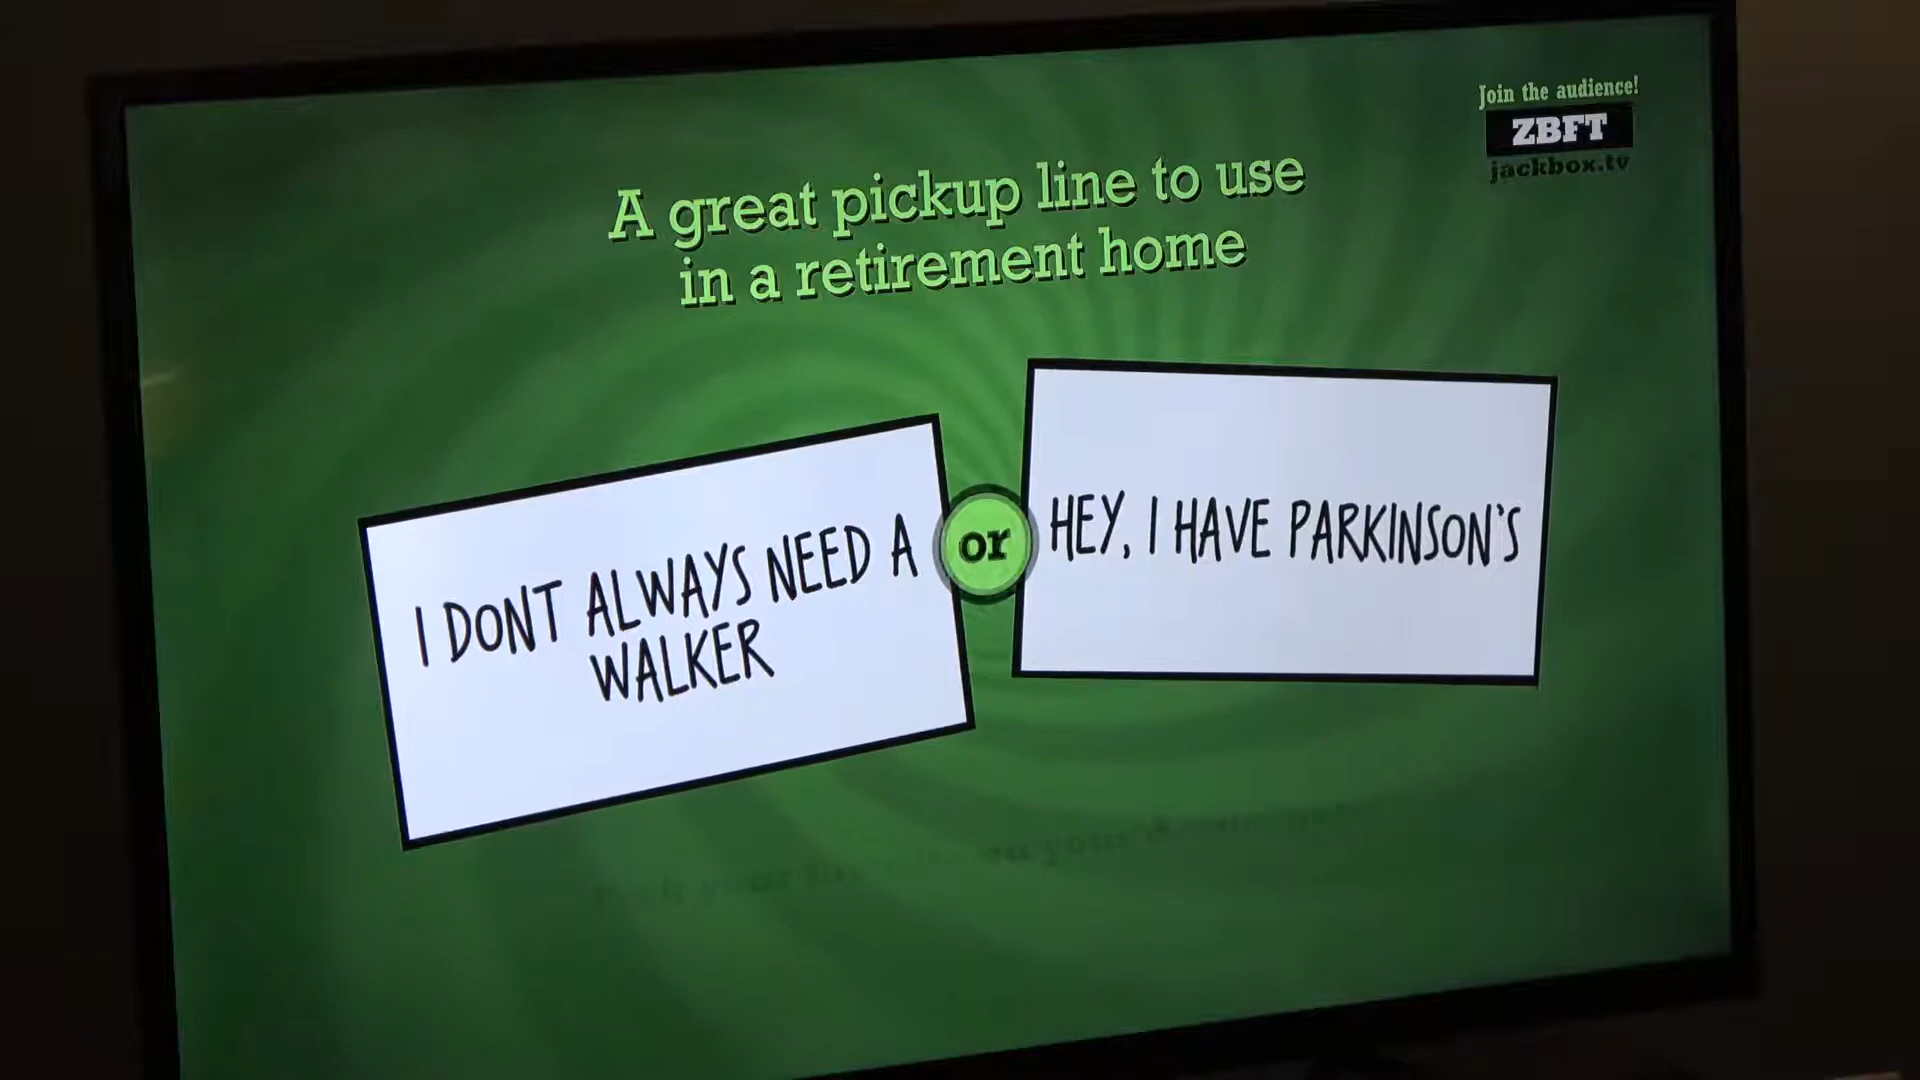 Join the audience!
ZBFT
jackbox.tv
A great pickup line to use
in a retirement home
I DONT ALWAYS NEED A
WALKER
or
HEY, I HAVE PARKINSON'S
your